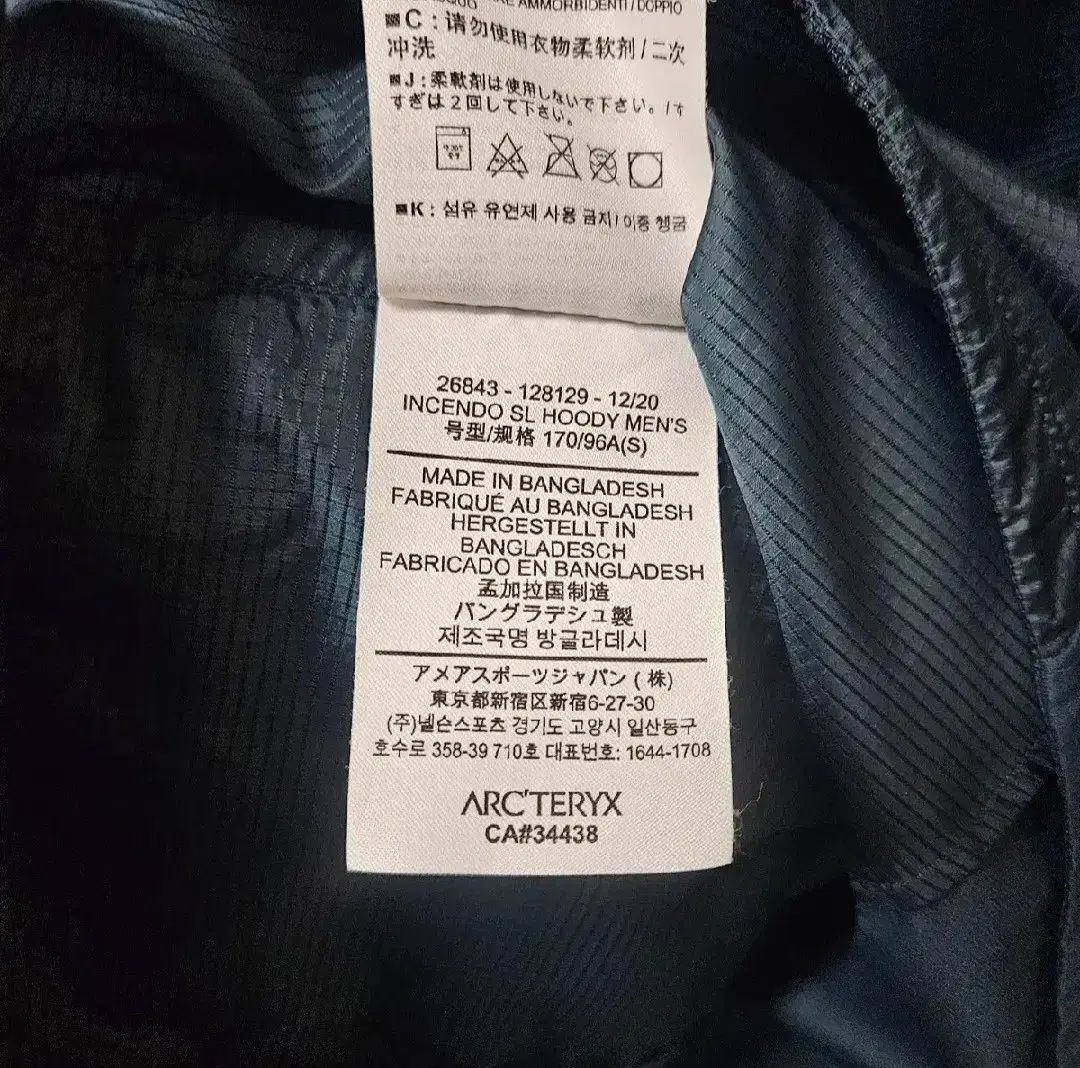 AMMORBIDENTI / DOPPIO
■C : 请勿使用衣物柔软剂 / 二次
冲洗
■J : 柔軟剤は使用しないで下さい。/ す
すぎは2回して下さい。
■K : 섬유 유연제 사용 금지! 이중 헹굼
26843 - 128129 - 12/20
INCENDO SL HOODY MEN'S
号型/规格 170/96A(S)
MADE IN BANGLADESH
FABRIQUÉ AU BANGLADESH
HERGESTELLT IN
BANGLADESCH
FABRICADO EN BANGLADESH
孟加拉国制造
バングラデシュ製
제조국명 방글라데시
アメアスポーツジャパン ( 株)
東京都新宿区新宿6-27-30
(주)넬슨스포츠 경기도 고양시 일산동구
호수로 358-39 710호 대표번호: 1644-1708
ARC'TERYX
CA#34438